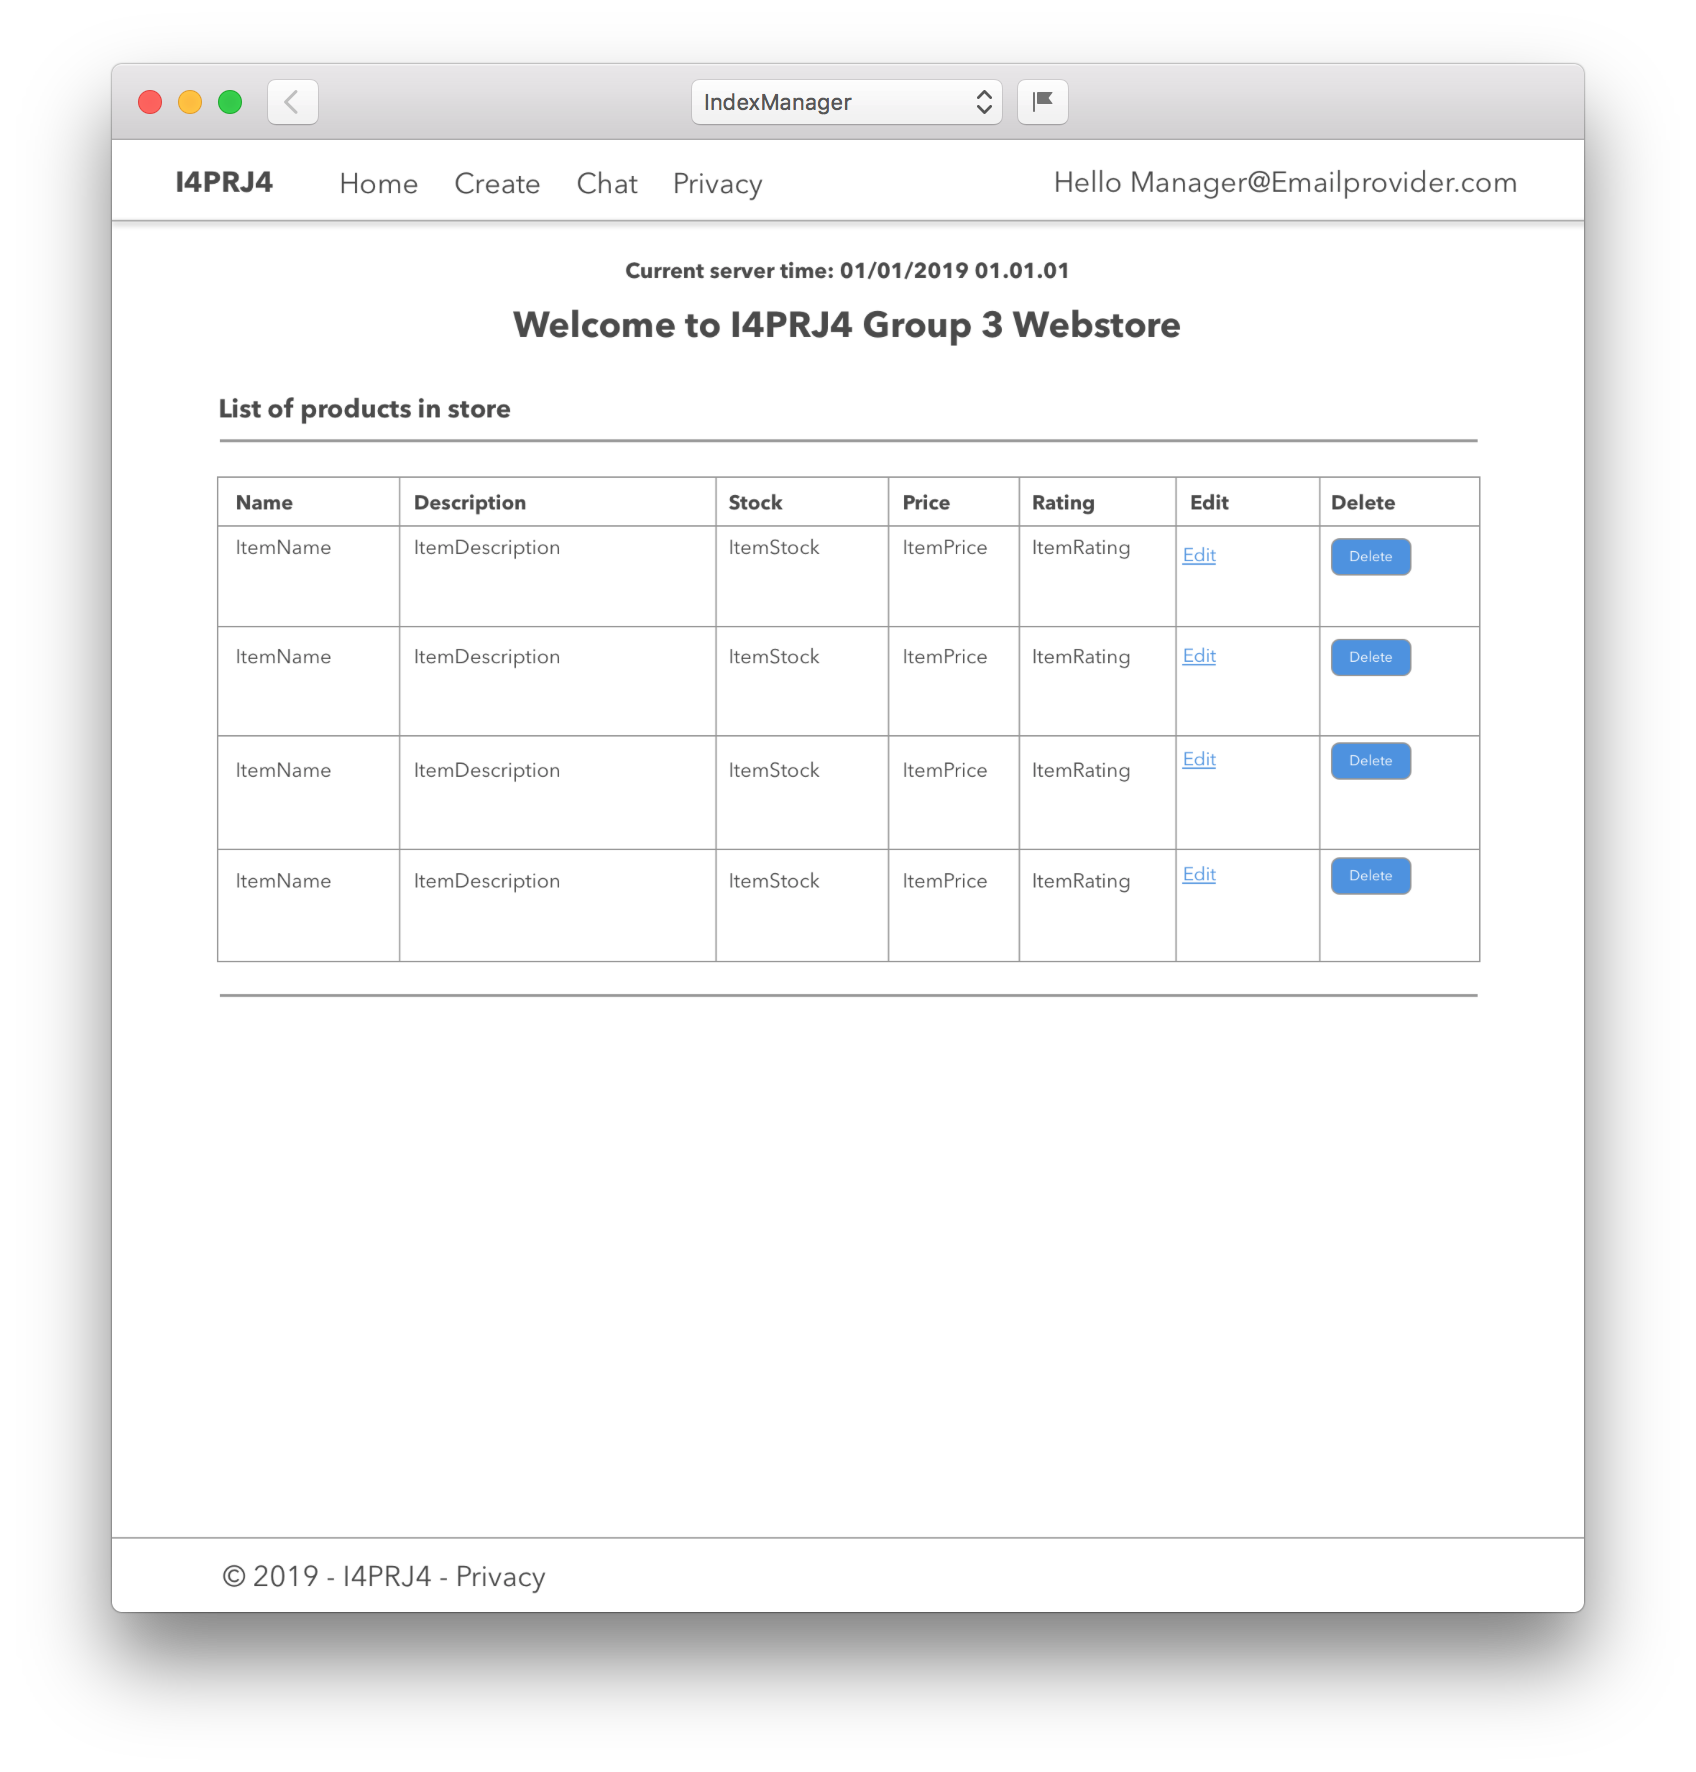 IndexManager
I4PRJ4 Home Create Chat Privacy Hello Manager@Emailprovider.com
Current server time: 01/01/2019 01.01.01
Welcome to I4PRJ4 Group 3 Webstore
List of products in store
Name Description Stock Price Rating Edit Delete
ItemName ItemDescription ItemStock ItemPrice ItemRating Edit Delete
ItemName ItemDescription ItemStock ItemPrice ItemRating Edit Delete
ItemName ItemDescription ItemStock ItemPrice ItemRating Edit Delete
ItemName ItemDescription ItemStock ItemPrice ItemRating Edit Delete
© 2019 - I4PRJ4 - Privacy